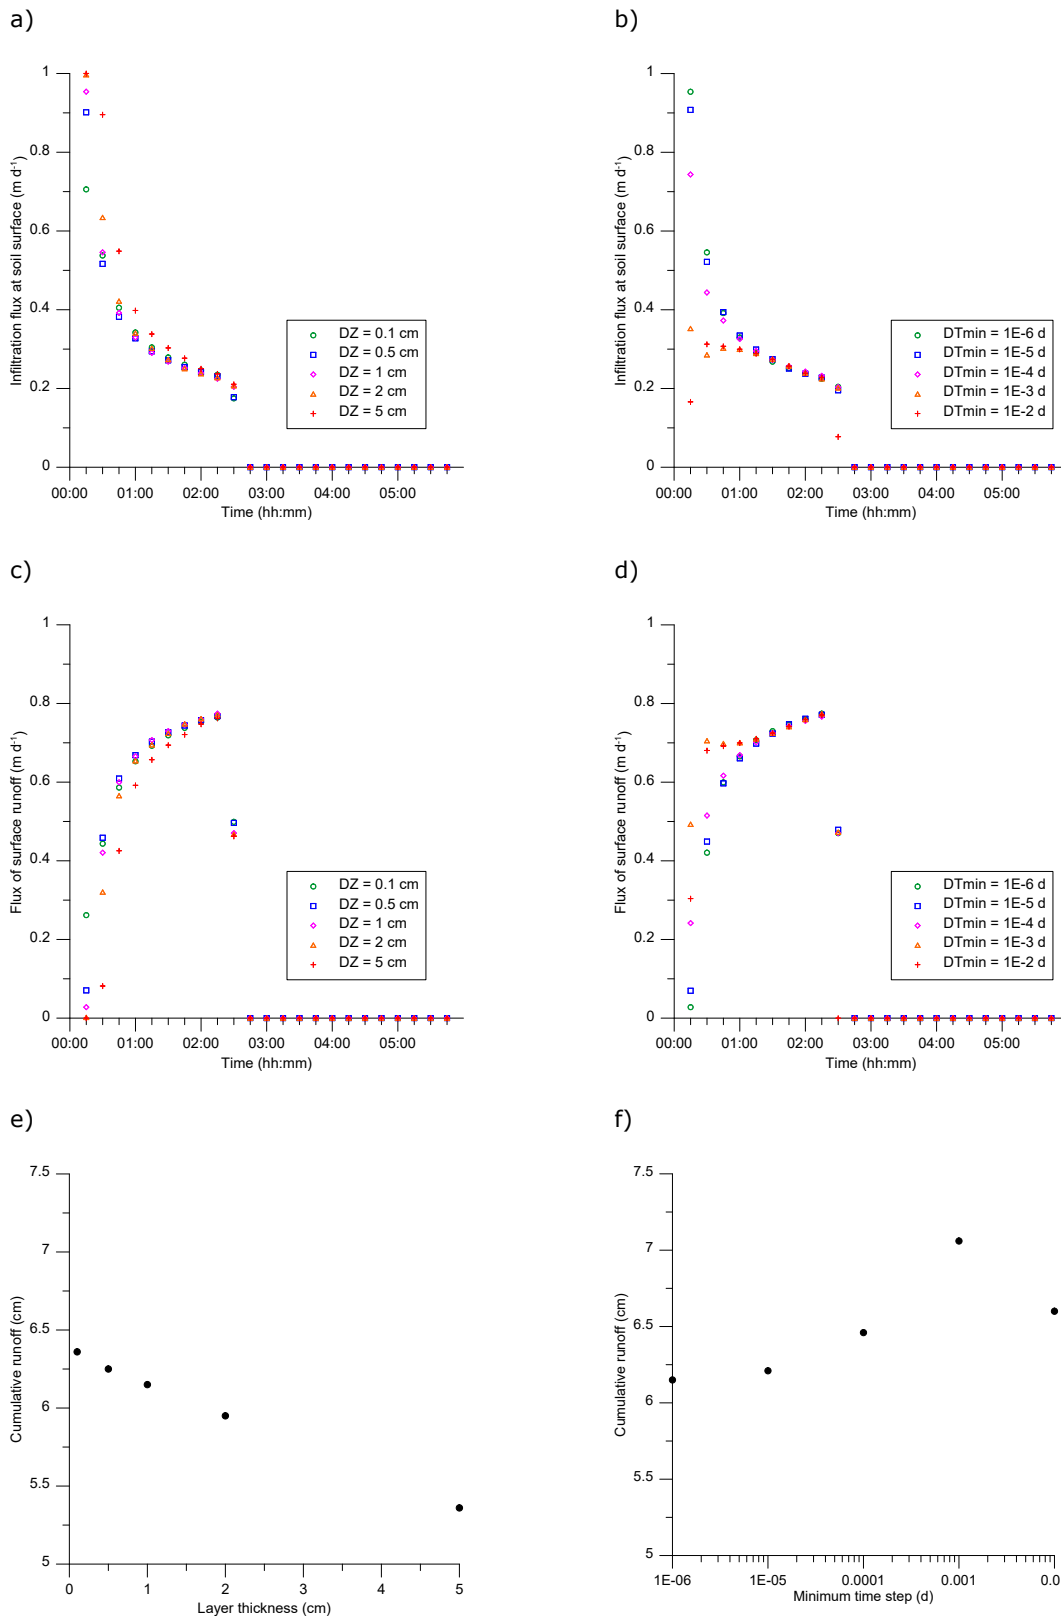 a)
1
0.8
0.6
0.4
0.2
0
Infiltration flux at soil surface (m d-1)
DZ = 0.1 cm
DZ = 0.5 cm
DZ = 1 cm
DZ = 2 cm
DZ = 5 cm
00:00 01:00 02:00 03:00 04:00 05:00
Time (hh:mm)
b)
1
0.8
0.6
0.4
0.2
0
Infiltration flux at soil surface (m d-1)
DTmin = 1E-6 d
DTmin = 1E-5 d
DTmin = 1E-4 d
DTmin = 1E-3 d
DTmin = 1E-2 d
00:00 01:00 02:00 03:00 04:00 05:00
Time (hh:mm)
c)
1
0.8
0.6
0.4
0.2
0
Flux of surface runoff (m d-1)
DZ = 0.1 cm
DZ = 0.5 cm
DZ = 1 cm
DZ = 2 cm
DZ = 5 cm
00:00 01:00 02:00 03:00 04:00 05:00
Time (hh:mm)
d)
1
0.8
0.6
0.4
0.2
0
Flux of surface runoff (m d-1)
DTmin = 1E-6 d
DTmin = 1E-5 d
DTmin = 1E-4 d
DTmin = 1E-3 d
DTmin = 1E-2 d
00:00 01:00 02:00 03:00 04:00 05:00
Time (hh:mm)
e)
7.5
7
6.5
6
5.5
5
Cumulative runoff (cm)
0 1 2 3 4 5
Layer thickness (cm)
f)
7.5
7
6.5
6
5.5
5
Cumulative runoff (cm)
1E-06 1E-05 0.0001 0.001 0.0
Minimum time step (d)